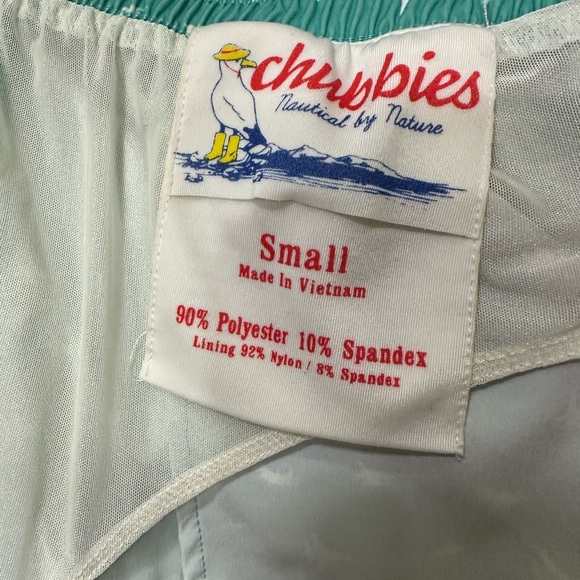 chubbies
Nautical by Nature
Small
Made In Vietnam
90% Polyester 10% Spandex
Lining 92% Nylon / 8% Spandex